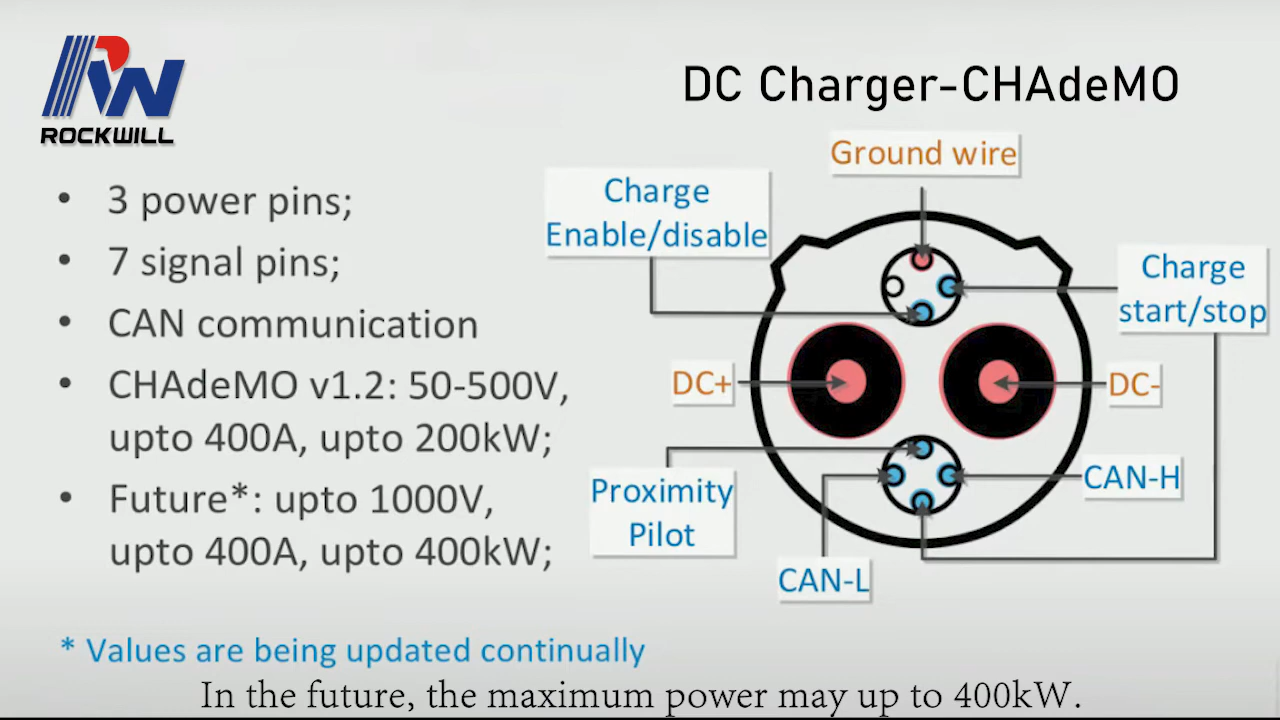 ROCKWILL
DC Charger-CHAdeMO
• 3 power pins;
• 7 signal pins;
• CAN communication
• CHAdeMO v1.2: 50-500V,
upto 400A, upto 200kW;
• Future*: upto 1000V,
upto 400A, upto 400kW;
Ground wire
Charge
Enable/disable
Charge
start/stop
DC+
DC-
Proximity
Pilot
CAN-H
CAN-L
* Values are being updated continually
In the future, the maximum power may up to 400kW.